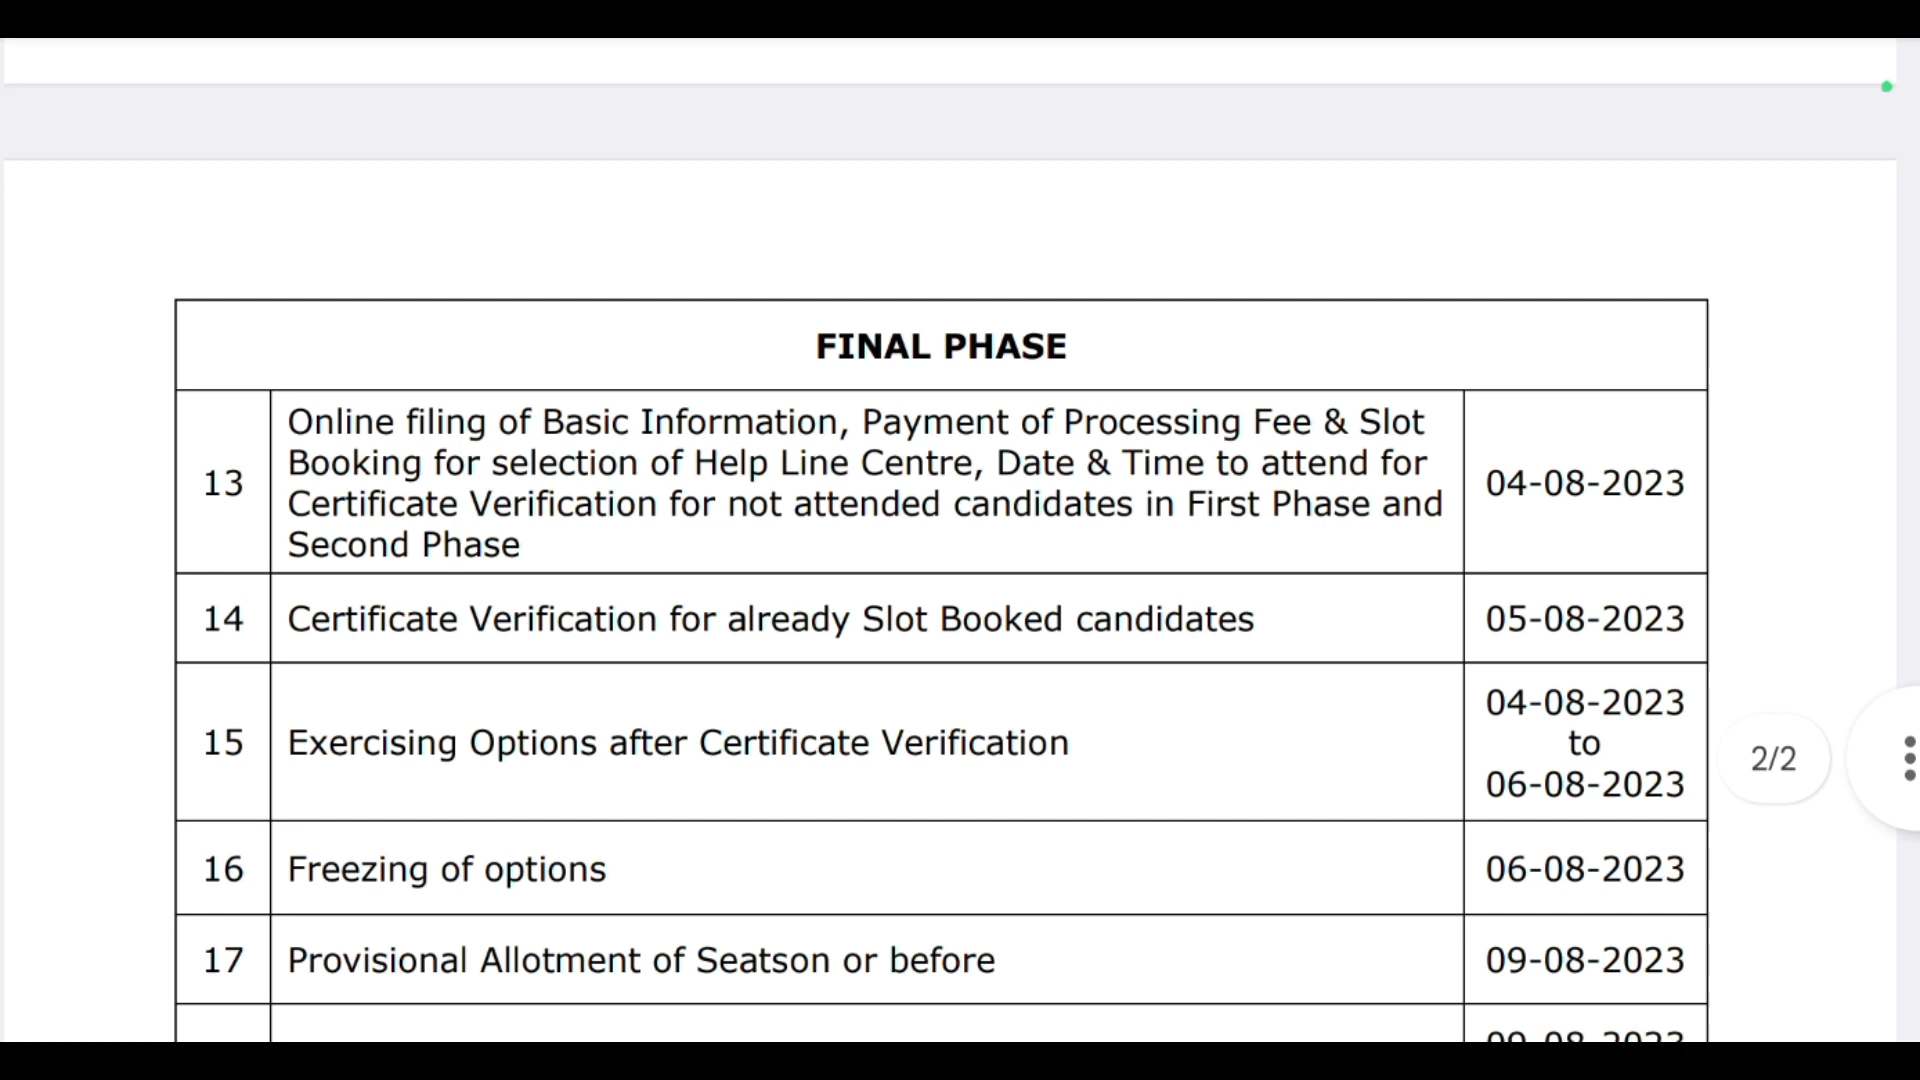 FINAL PHASE
13
Online filing of Basic Information, Payment of Processing Fee & Slot
Booking for selection of Help Line Centre, Date & Time to attend for
Certificate Verification for not attended candidates in First Phase and
Second Phase
04-08-2023
14
Certificate Verification for already Slot Booked candidates
05-08-2023
15
Exercising Options after Certificate Verification
04-08-2023
to
06-08-2023
2/2
16
Freezing of options
06-08-2023
17
Provisional Allotment of Seatson or before
09-08-2023